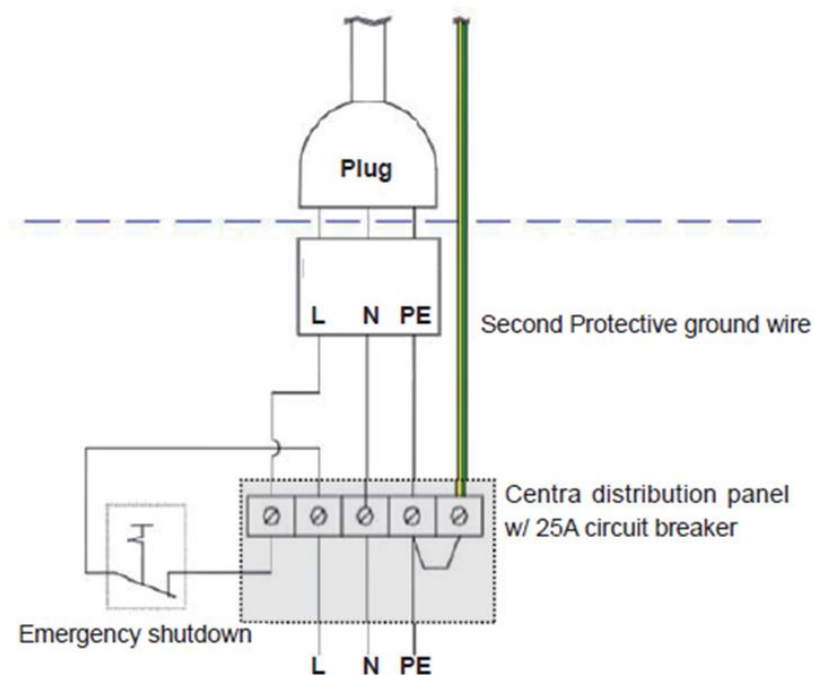 Plug
L N PE
Second Protective ground wire
Centra distribution panel
w/ 25A circuit breaker
Emergency shutdown
L N PE